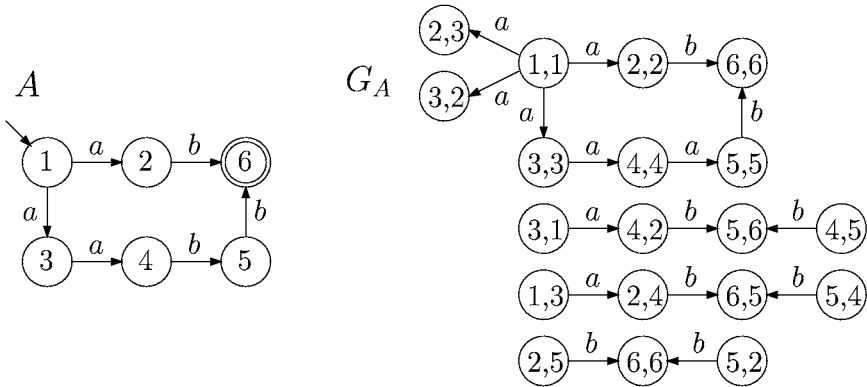 A
1 a 2 b 6
a b
3 a 4 b 5
G_A
2,3 a 1,1 a 2,2 b 6,6
3,2 a a b
3,3 a 4,4 a 5,5
3,1 a 4,2 b 5,6 b 4,5
1,3 a 2,4 b 6,5 b 5,4
2,5 b 6,6 b 5,2